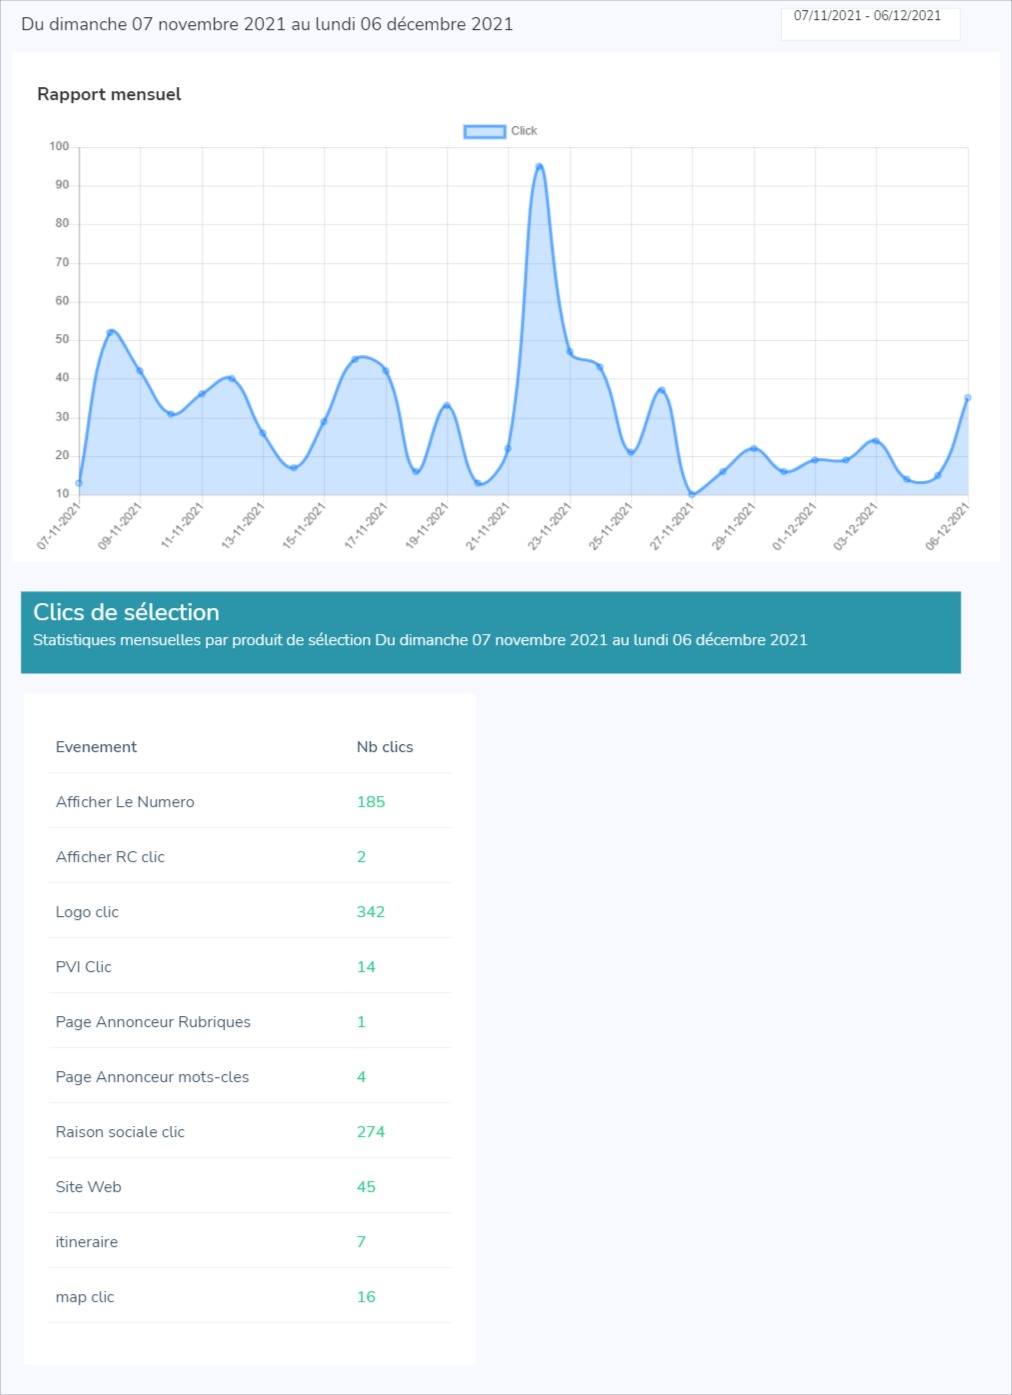 Du dimanche 07 novembre 2021 au lundi 06 décembre 2021
07/11/2021 - 06/12/2021
Rapport mensuel
Click
100
90
80
70
60
50
40
30
20
10
07-11-2021
09-11-2021
11-11-2021
13-11-2021
15-11-2021
17-11-2021
19-11-2021
21-11-2021
23-11-2021
25-11-2021
27-11-2021
29-11-2021
01-12-2021
03-12-2021
06-12-2021
Clics de sélection
Statistiques mensuelles par produit de sélection Du dimanche 07 novembre 2021 au lundi 06 décembre 2021
Evenement Nb clics
Afficher Le Numero 185
Afficher RC clic 2
Logo clic 342
PVI Clic 14
Page Annonceur Rubriques 1
Page Annonceur mots-cles 4
Raison sociale clic 274
Site Web 45
itineraire 7
map clic 16